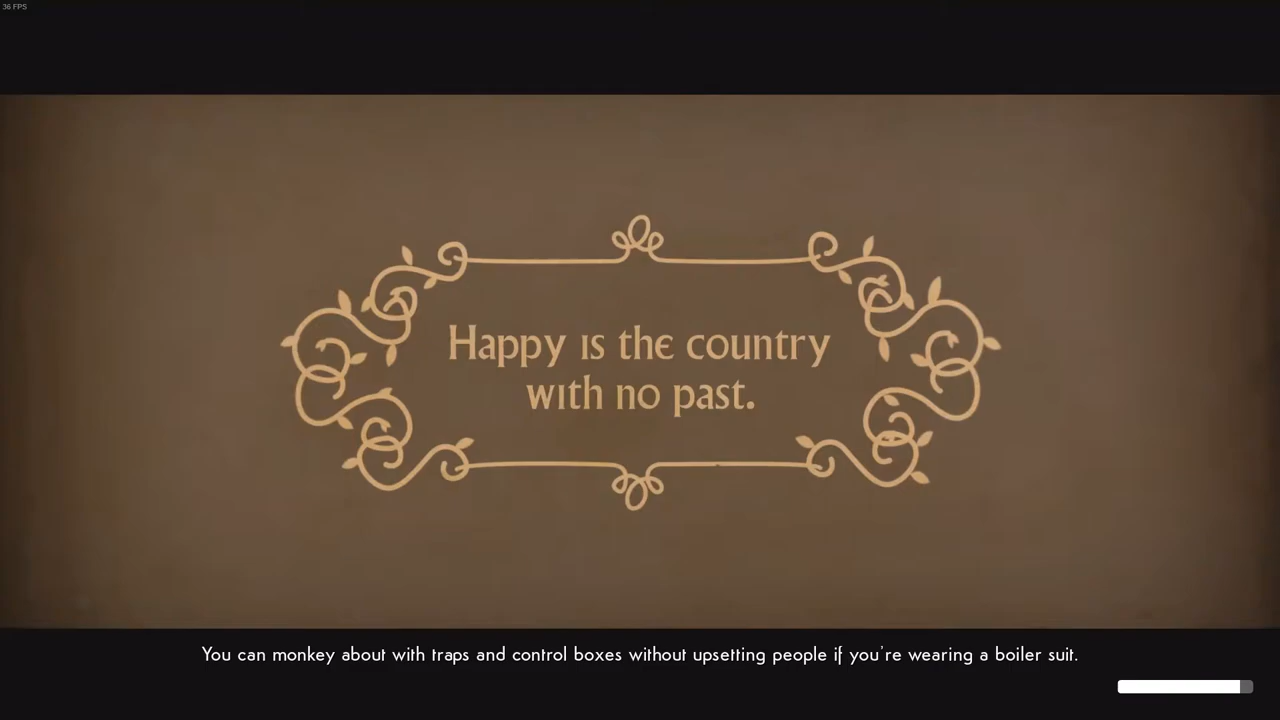 36 FPS
Happy is the country
with no past.
You can monkey about with traps and control boxes without upsetting people if you're wearing a boiler suit.